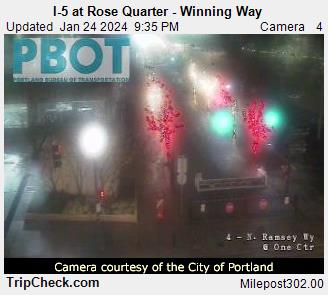 I-5 at Rose Quarter - Winning Way
Updated Jan 24 2024 9:35 PM Camera 4
PBOT
PORTLAND BUREAU OF TRANSPORTATION
4 - N. Ramsey Wy
@ One Ctr
Camera courtesy of the City of Portland
TripCheck.com Milepost302.00